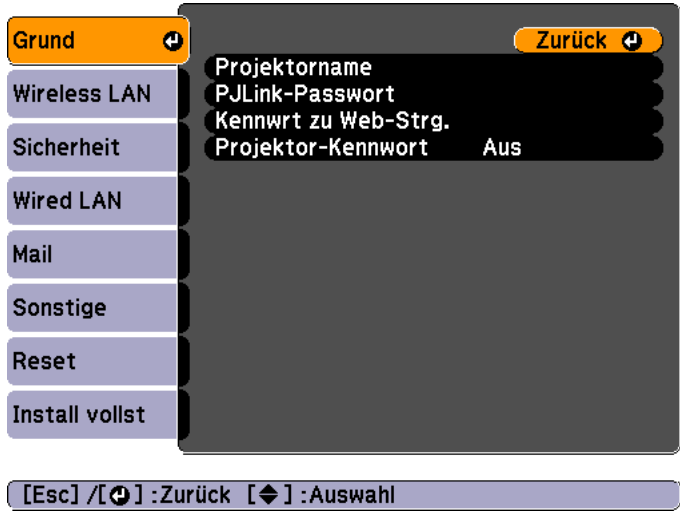 Grund
Zurück
Projektorname
Wireless LAN
PJLink-Passwort
Kennwrt zu Web-Strg.
Sicherheit
Projektor-Kennwort Aus
Wired LAN
Mail
Sonstige
Reset
Install vollst
[Esc] /[ ] :Zurück [ ] :Auswahl